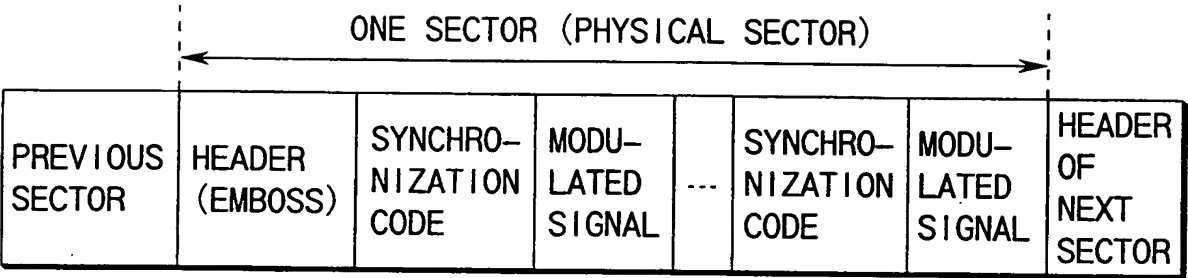 ONE SECTOR (PHYSICAL SECTOR)
PREVIOUS
SECTOR
HEADER
(EMBOSS)
SYNCHRO–
NIZATION
CODE
MODU–
LATED
SIGNAL
---
SYNCHRO–
NIZATION
CODE
MODU–
LATED
SIGNAL
HEADER
OF
NEXT
SECTOR